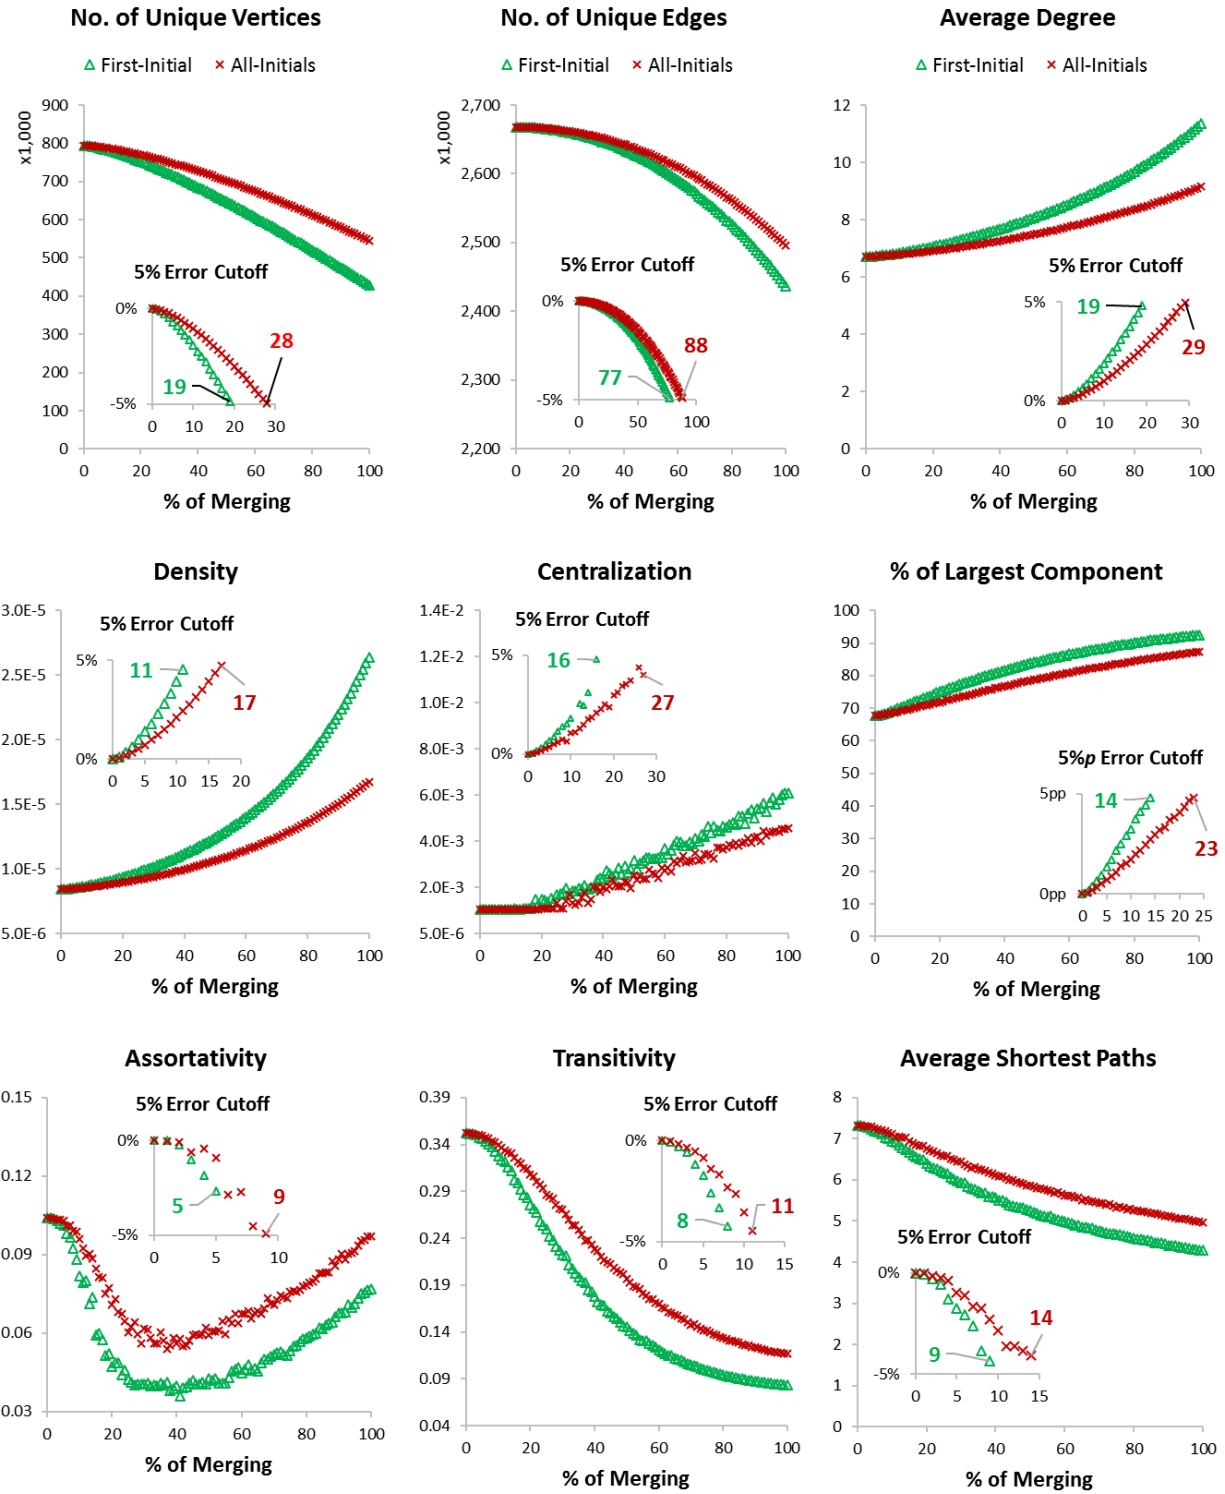 No. of Unique Vertices
First-Initial All-Initials
x1,000
900
800
700
600
500
400
300
200
100
0
0 20 40 60 80 100
% of Merging
5% Error Cutoff
0%
-5%
0 10 20 30
19
28
No. of Unique Edges
First-Initial All-Initials
x1,000
2,700
2,600
2,500
2,400
2,300
2,200
0 20 40 60 80 100
% of Merging
5% Error Cutoff
0%
-5%
0 50 100
77
88
Average Degree
First-Initial All-Initials
12
10
8
6
4
2
0
0 20 40 60 80 100
% of Merging
5% Error Cutoff
5%
0%
0 10 20 30
19
29
Density
3.0E-5
2.5E-5
2.0E-5
1.5E-5
1.0E-5
5.0E-6
0 20 40 60 80 100
% of Merging
5% Error Cutoff
5%
0%
0 5 10 15 20
11
17
Centralization
1.4E-2
1.2E-2
1.0E-2
8.0E-3
6.0E-3
4.0E-3
2.0E-3
5.0E-6
0 20 40 60 80 100
% of Merging
5% Error Cutoff
5%
0%
0 10 20 30
16
27
% of Largest Component
100
90
80
70
60
50
40
30
20
10
0
0 20 40 60 80 100
% of Merging
5%p Error Cutoff
5pp
0pp
0 5 10 15 20 25
14
23
Assortativity
0.15
0.12
0.09
0.06
0.03
0 20 40 60 80 100
% of Merging
5% Error Cutoff
0%
-5%
0 5 10
5
9
Transitivity
0.39
0.34
0.29
0.24
0.19
0.14
0.09
0.04
0 20 40 60 80 100
% of Merging
5% Error Cutoff
0%
-5%
0 5 10 15
8
11
Average Shortest Paths
8
7
6
5
4
3
2
1
0
0 20 40 60 80 100
% of Merging
5% Error Cutoff
0%
-5%
0 5 10 15
9
14